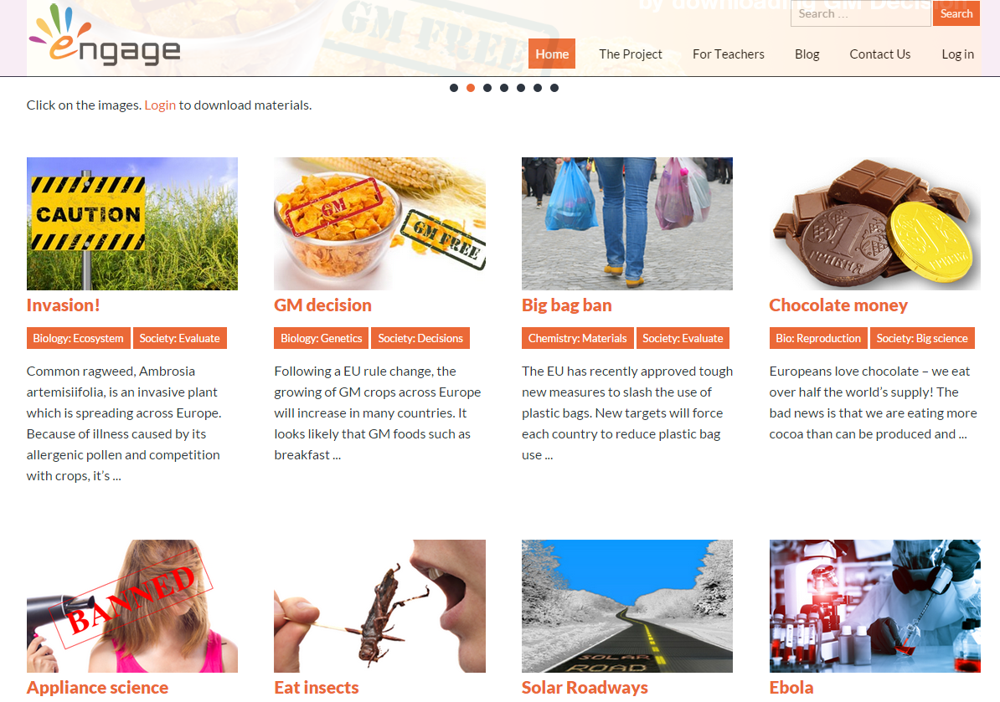 by downloading GM Decision
engage
Search ...
Search
Home
The Project
For Teachers
Blog
Contact Us
Log in
GM FREE
Click on the images. Login to download materials.
CAUTION
GM
GM FREE
1
ГРИВНЯ
1
Invasion!
GM decision
Big bag ban
Chocolate money
Biology: Ecosystem
Society: Evaluate
Biology: Genetics
Society: Decisions
Chemistry: Materials
Society: Evaluate
Bio: Reproduction
Society: Big science
Common ragweed, Ambrosia
artemisiifolia, is an invasive plant
which is spreading across Europe.
Because of illness caused by its
allergenic pollen and competition
with crops, it's ...
Following a EU rule change, the
growing of GM crops across Europe
will increase in many countries. It
looks likely that GM foods such as
breakfast ...
The EU has recently approved tough
new measures to slash the use of
plastic bags. New targets will force
each country to reduce plastic bag
use ...
Europeans love chocolate – we eat
over half the world's supply! The
bad news is that we are eating more
cocoa than can be produced and ...
BANNED
SOLAR
ROAD
Appliance science
Eat insects
Solar Roadways
Ebola